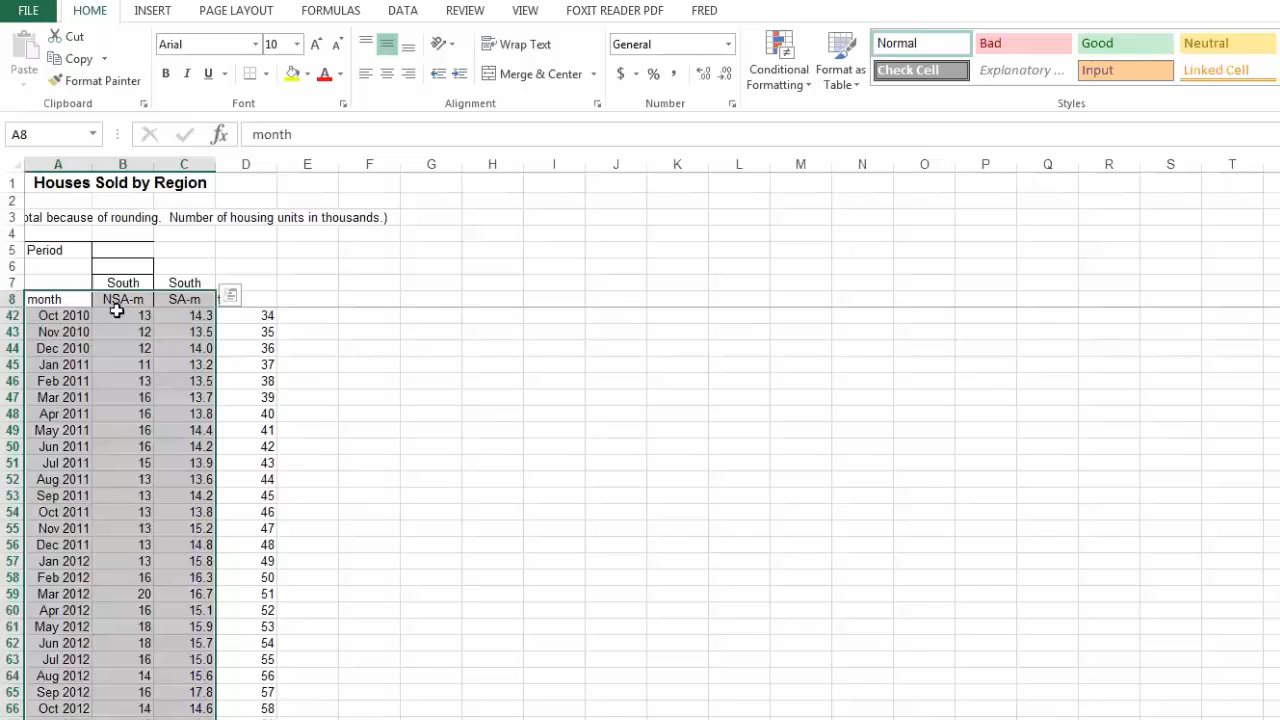 FILE HOME INSERT PAGE LAYOUT FORMULAS DATA REVIEW VIEW FOXIT READER PDF FRED
Cut
Copy
Format Painter
Paste
Clipboard
Arial 10
B I U
Font
Wrap Text
Merge & Center
Alignment
General
$ % ,
Number
Conditional Formatting
Format as Table
Normal Bad Good Neutral
Check Cell Explanatory ... Input Linked Cell
Styles
A8 fx month
A B C D E F G H I J K L M N O P Q R S T
1 Houses Sold by Region
2
3 otal because of rounding. Number of housing units in thousands.)
4
5 Period
6
7 South South
8 month NSA-m SA-m t
42 Oct 2010 13 14.3 34
43 Nov 2010 12 13.5 35
44 Dec 2010 12 14.0 36
45 Jan 2011 11 13.2 37
46 Feb 2011 13 13.5 38
47 Mar 2011 16 13.7 39
48 Apr 2011 16 13.8 40
49 May 2011 16 14.4 41
50 Jun 2011 16 14.2 42
51 Jul 2011 15 13.9 43
52 Aug 2011 13 13.6 44
53 Sep 2011 13 14.2 45
54 Oct 2011 13 13.8 46
55 Nov 2011 13 15.2 47
56 Dec 2011 13 14.8 48
57 Jan 2012 13 15.8 49
58 Feb 2012 16 16.3 50
59 Mar 2012 20 16.7 51
60 Apr 2012 16 15.1 52
61 May 2012 18 15.9 53
62 Jun 2012 18 15.7 54
63 Jul 2012 16 15.0 55
64 Aug 2012 14 15.6 56
65 Sep 2012 16 17.8 57
66 Oct 2012 14 14.6 58